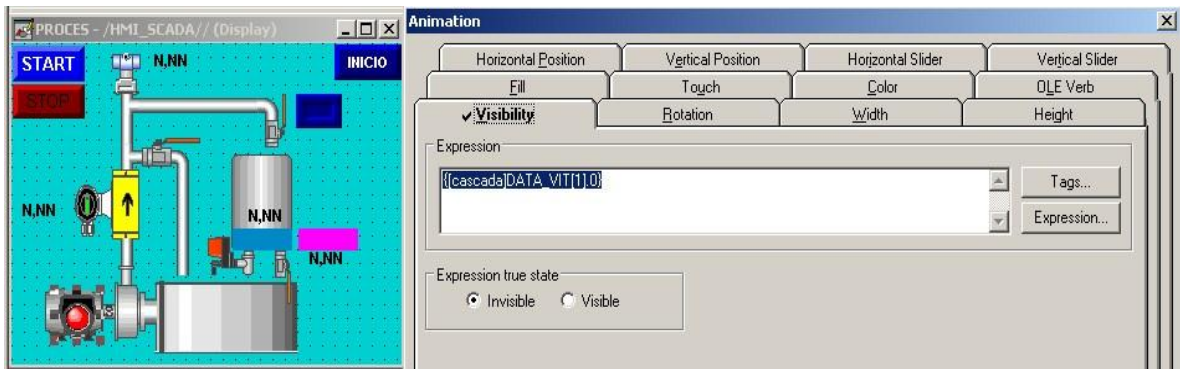 PROCES - /HMI_SCADA// (Display)
START
N,NN
INICIO
STOP
N,NN
N,NN
N,NN
Animation
Horizontal Position
Vertical Position
Horizontal Slider
Vertical Slider
Fill
Touch
Color
OLE Verb
Visibility
Rotation
Width
Height
Expression
{[cascada]DATA_VIT[1].0}
Tags...
Expression...
Expression true state
Invisible
Visible